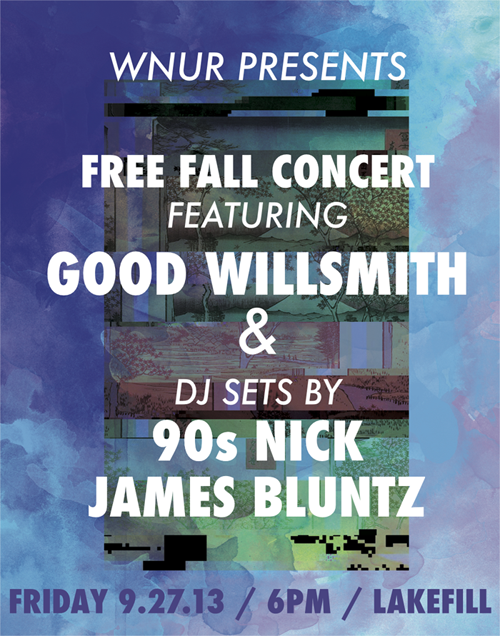 WNUR PRESENTS
FREE FALL CONCERT
FEATURING
GOOD WILLSMITH
&
DJ SETS BY
90s NICK
JAMES BLUNTZ
FRIDAY 9.27.13 / 6PM / LAKEFILL